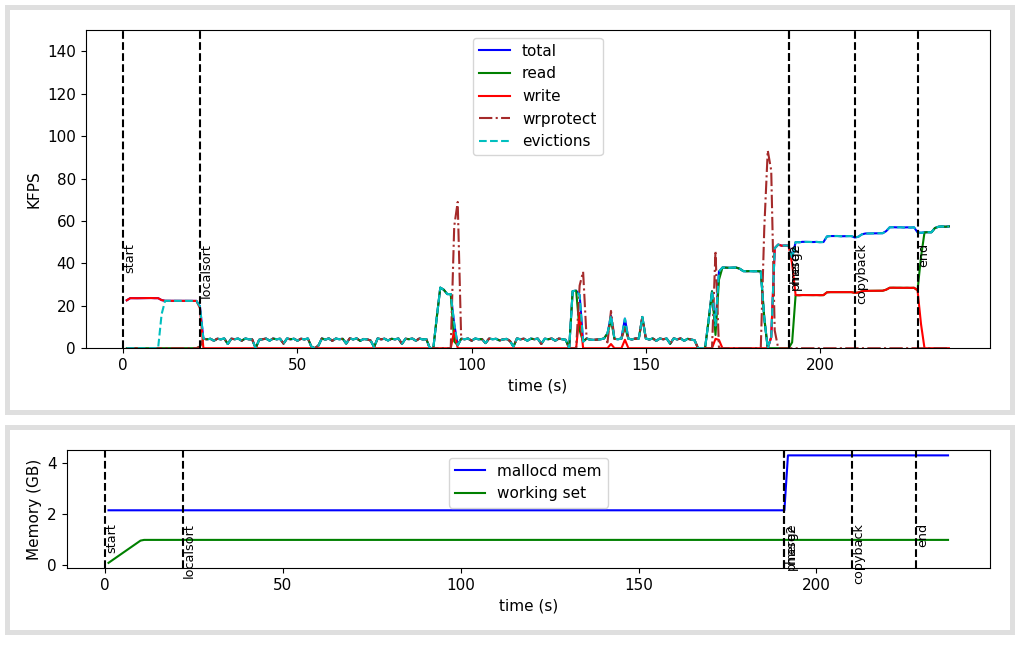 140
120
100
80
60
40
20
0
KFPS
total
read
write
wrprotect
evictions
start
localsort
merge2
copyback
end
0
50
100
150
200
time (s)
4
2
0
Memory (GB)
mallocd mem
working set
start
localsort
merge2
copyback
end
0
50
100
150
200
time (s)